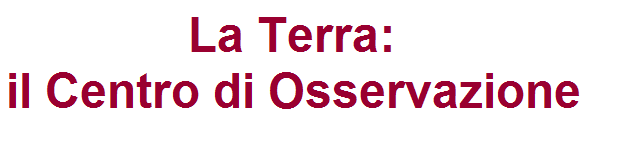 La Terra:
il Centro di Osservazione